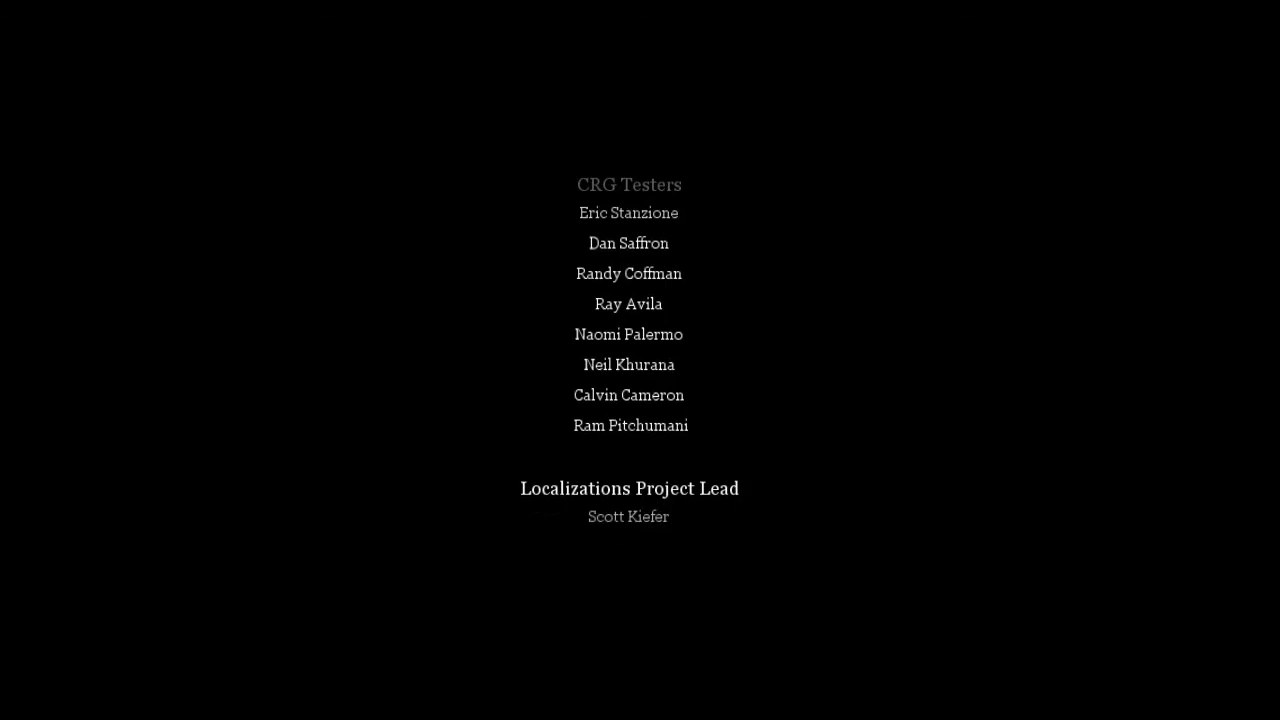 CRG Testers
Eric Stanzione
Dan Saffron
Randy Coffman
Ray Avila
Naomi Palermo
Neil Khurana
Calvin Cameron
Ram Pitchumani
Localizations Project Lead
Scott Kiefer